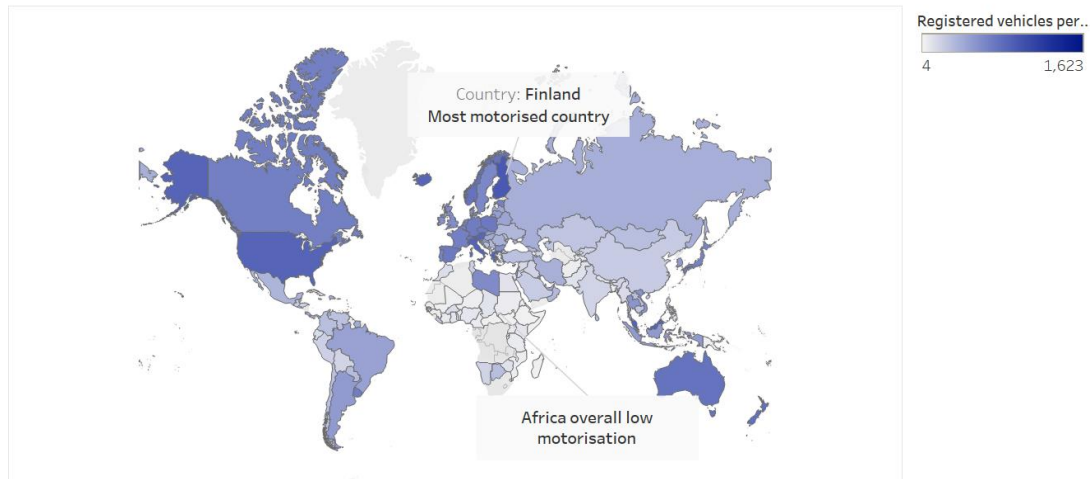 Registered vehicles per..
4 1,623
Country: Finland
Most motorised country
Africa overall low
motorisation